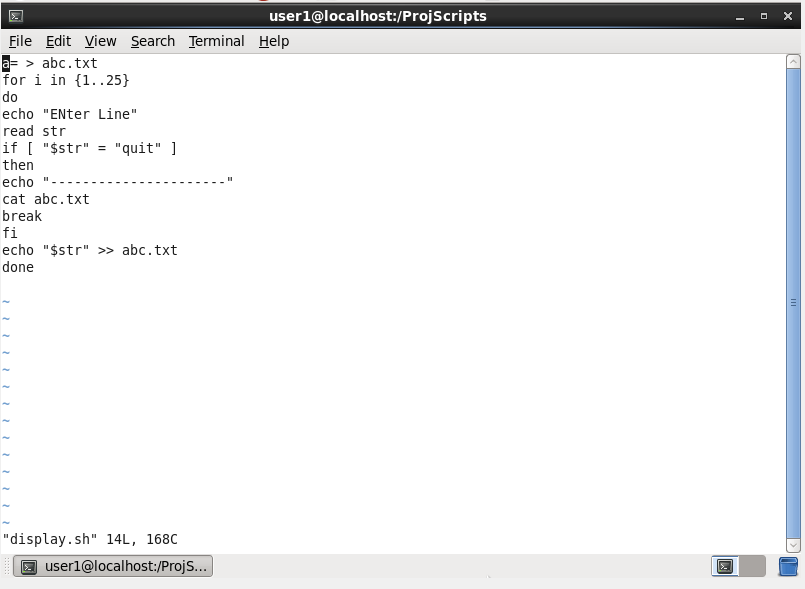 user1@localhost:/ProjScripts
File Edit View Search Terminal Help
a= > abc.txt
for i in {1..25}
do
echo "ENter Line"
read str
if [ "$str" = "quit" ]
then
echo "----------------------"
cat abc.txt
break
fi
echo "$str" >> abc.txt
done
~
~
~
~
~
~
~
~
~
~
~
~
~
~
"display.sh" 14L, 168C
user1@localhost:/ProjS...